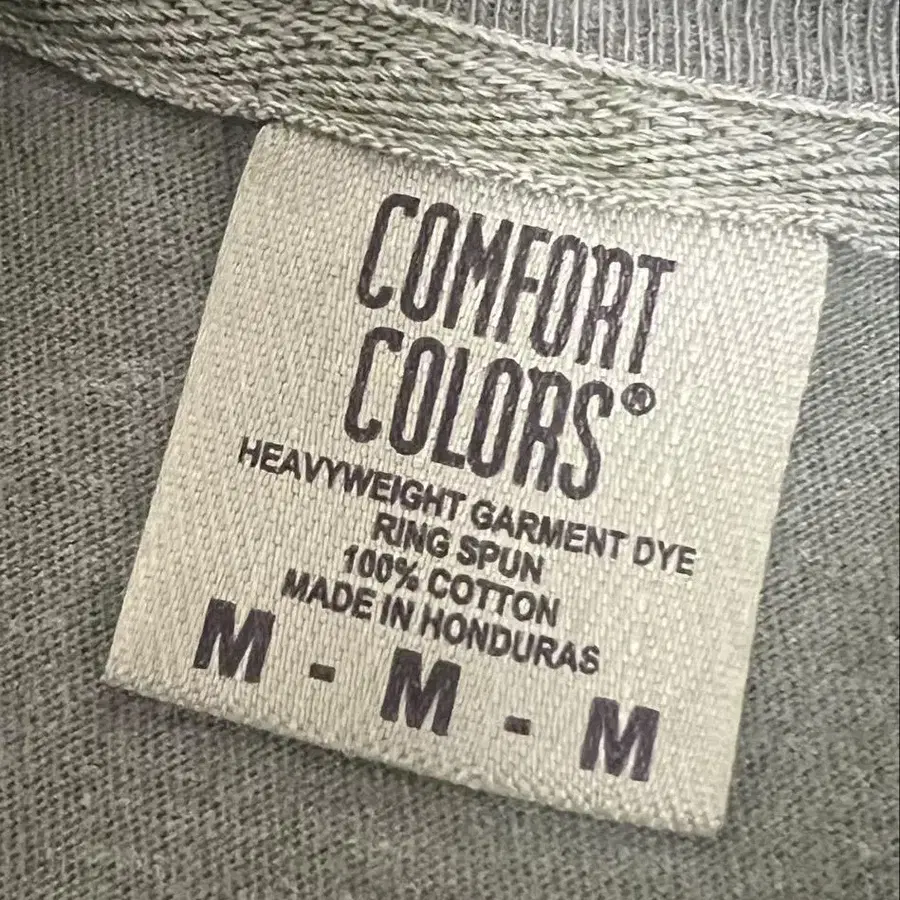 COMFORT
COLORS®
HEAVYWEIGHT GARMENT DYE
RING SPUN
100% COTTON
MADE IN HONDURAS
M - M - M